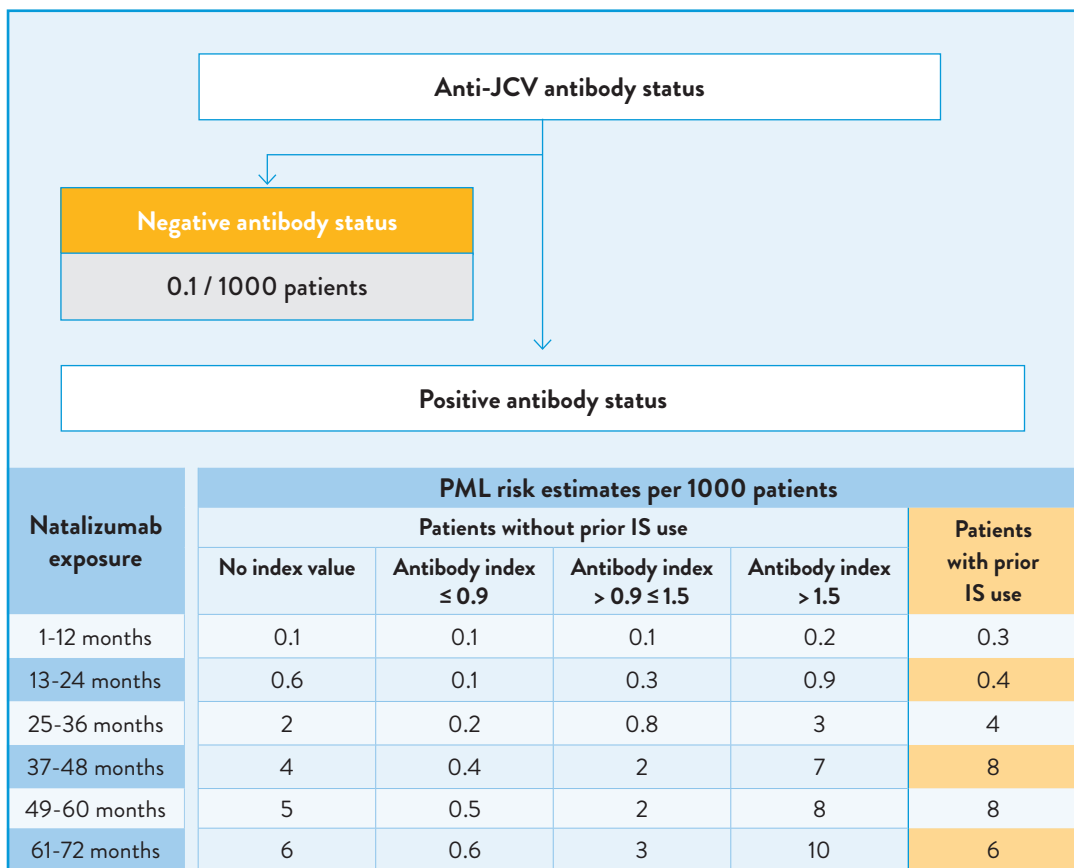 Anti-JCV antibody status
Negative antibody status
0.1 / 1000 patients
Positive antibody status
Natalizumab exposure
PML risk estimates per 1000 patients
Patients without prior IS use
Patients with prior IS use
No index value
Antibody index ≤ 0.9
Antibody index > 0.9 ≤ 1.5
Antibody index > 1.5
1-12 months 0.1 0.1 0.1 0.2 0.3
13-24 months 0.6 0.1 0.3 0.9 0.4
25-36 months 2 0.2 0.8 3 4
37-48 months 4 0.4 2 7 8
49-60 months 5 0.5 2 8 8
61-72 months 6 0.6 3 10 6